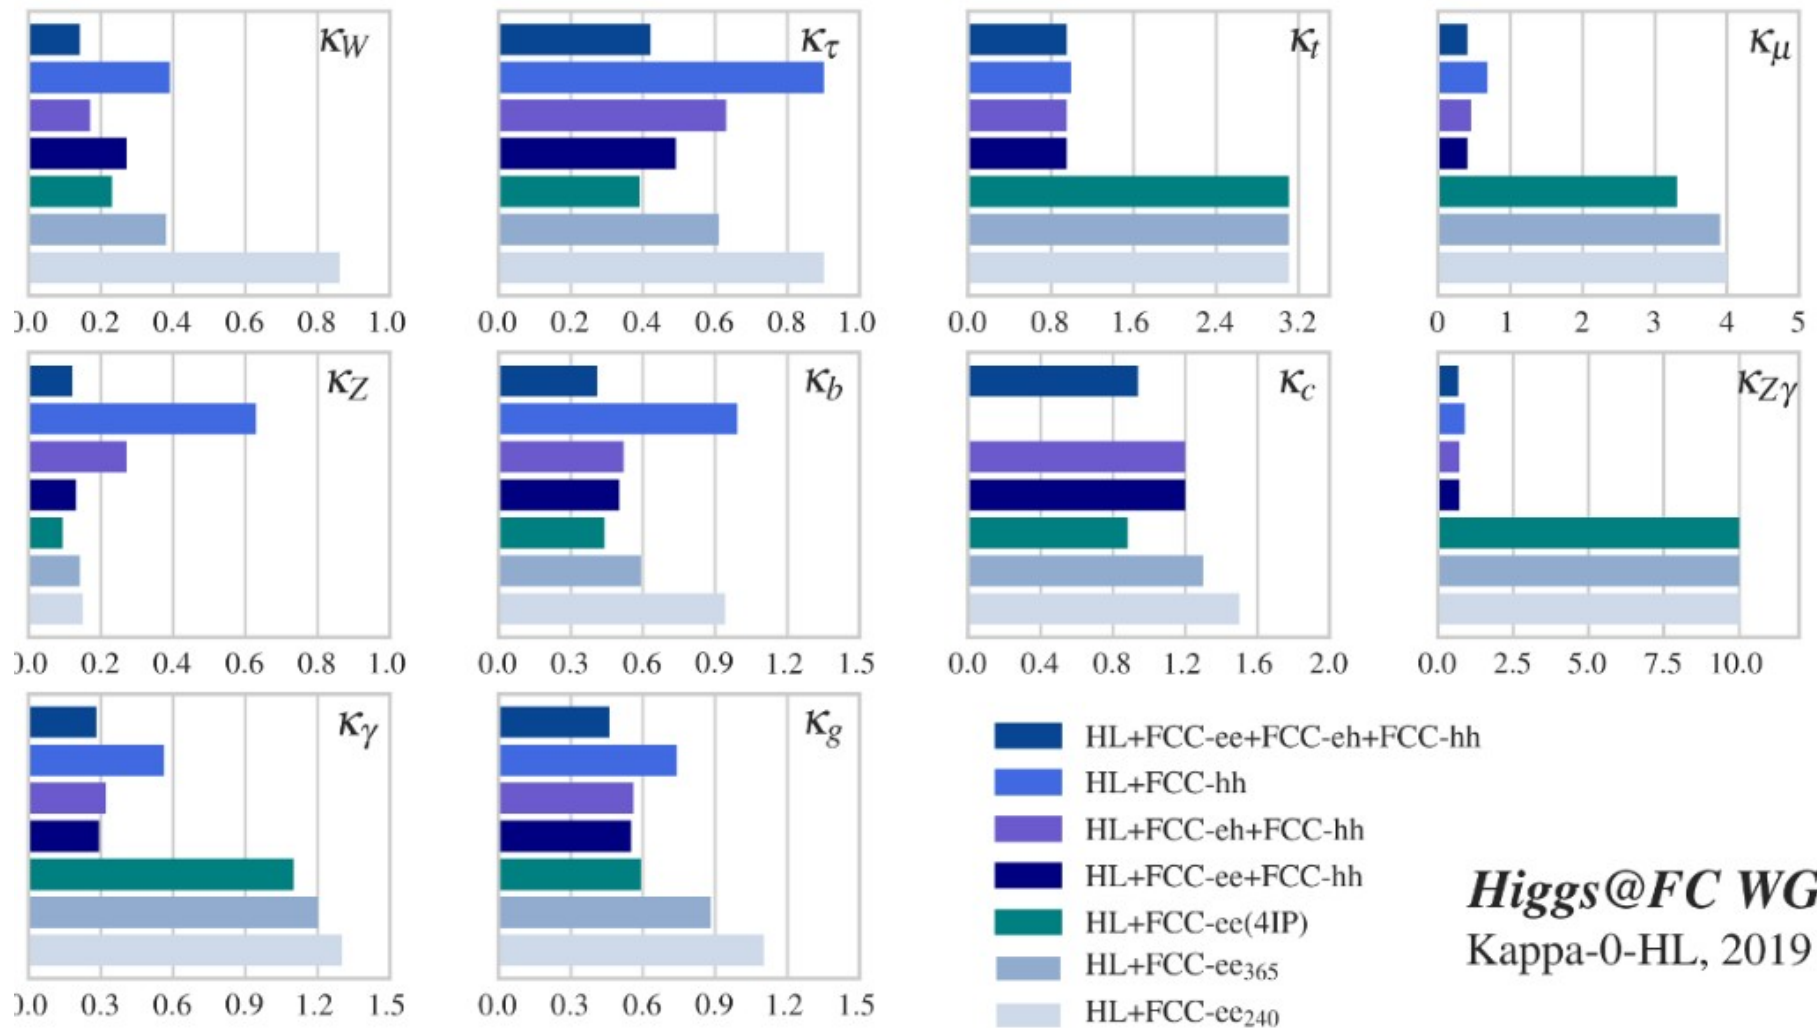 κW κτ κt κμ
0.0 0.2 0.4 0.6 0.8 1.0 0.0 0.2 0.4 0.6 0.8 1.0 0.0 0.8 1.6 2.4 3.2 0 1 2 3 4 5
κZ κb κc κZγ
0.0 0.2 0.4 0.6 0.8 1.0 0.0 0.3 0.6 0.9 1.2 1.5 0.0 0.4 0.8 1.2 1.6 2.0 0.0 2.5 5.0 7.5 10.0
κγ κg
0.0 0.3 0.6 0.9 1.2 1.5 0.0 0.3 0.6 0.9 1.2 1.5
HL+FCC-ee+FCC-eh+FCC-hh
HL+FCC-hh
HL+FCC-eh+FCC-hh
HL+FCC-ee+FCC-hh
HL+FCC-ee(4IP)
HL+FCC-ee365
HL+FCC-ee240
Higgs@FC WG
Kappa-0-HL, 2019